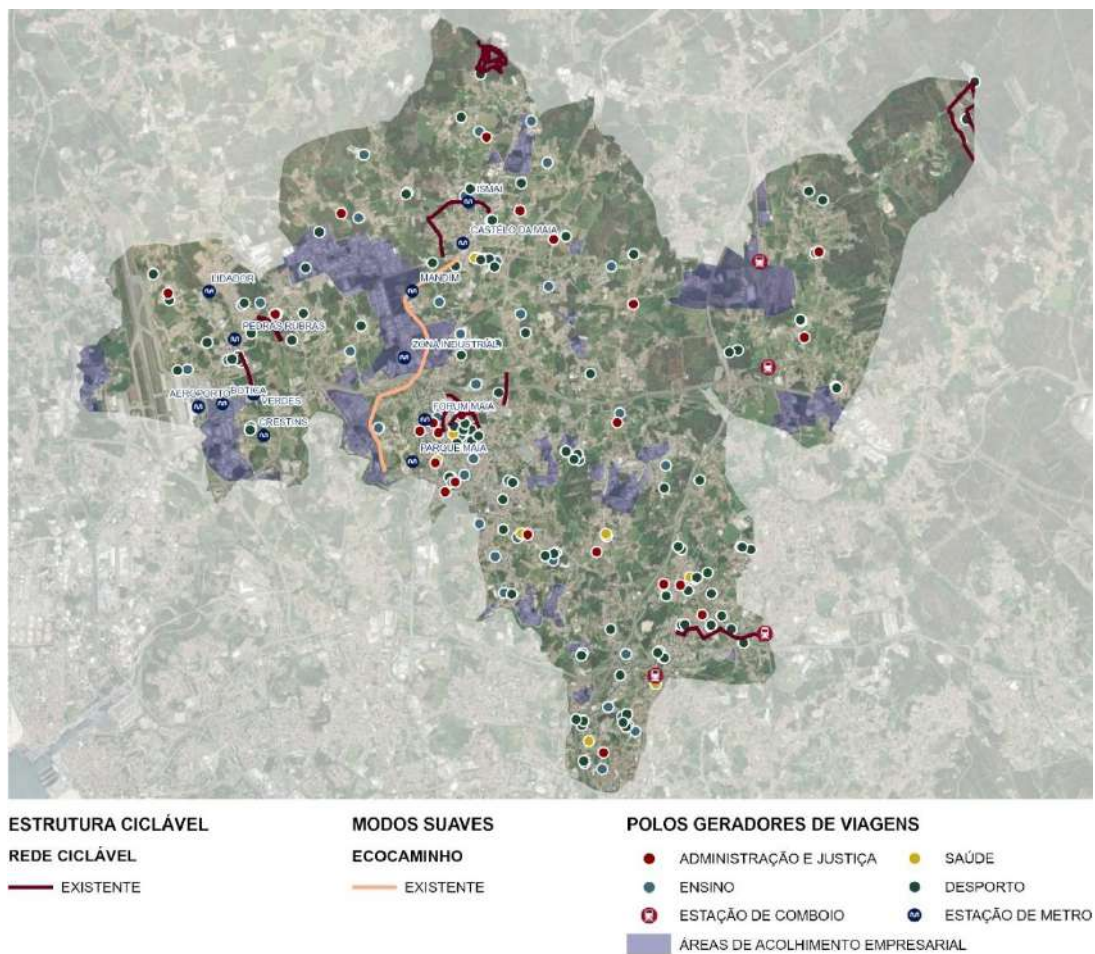 ISMAI
CASTELO DA MAIA
LIDADOR
MANDIM
PEDRAS RUBRAS
ZONA INDUSTRIAL
AEROPORTO
BOTICA
VERDES
FORUM MAIA
CRESTINS
PARQUE MAIA
ESTRUTURA CICLÁVEL
REDE CICLÁVEL
EXISTENTE
MODOS SUAVES
ECOCAMINHO
EXISTENTE
POLOS GERADORES DE VIAGENS
ADMINISTRAÇÃO E JUSTIÇA
SAÚDE
ENSINO
DESPORTO
ESTAÇÃO DE COMBOIO
ESTAÇÃO DE METRO
ÁREAS DE ACOLHIMENTO EMPRESARIAL